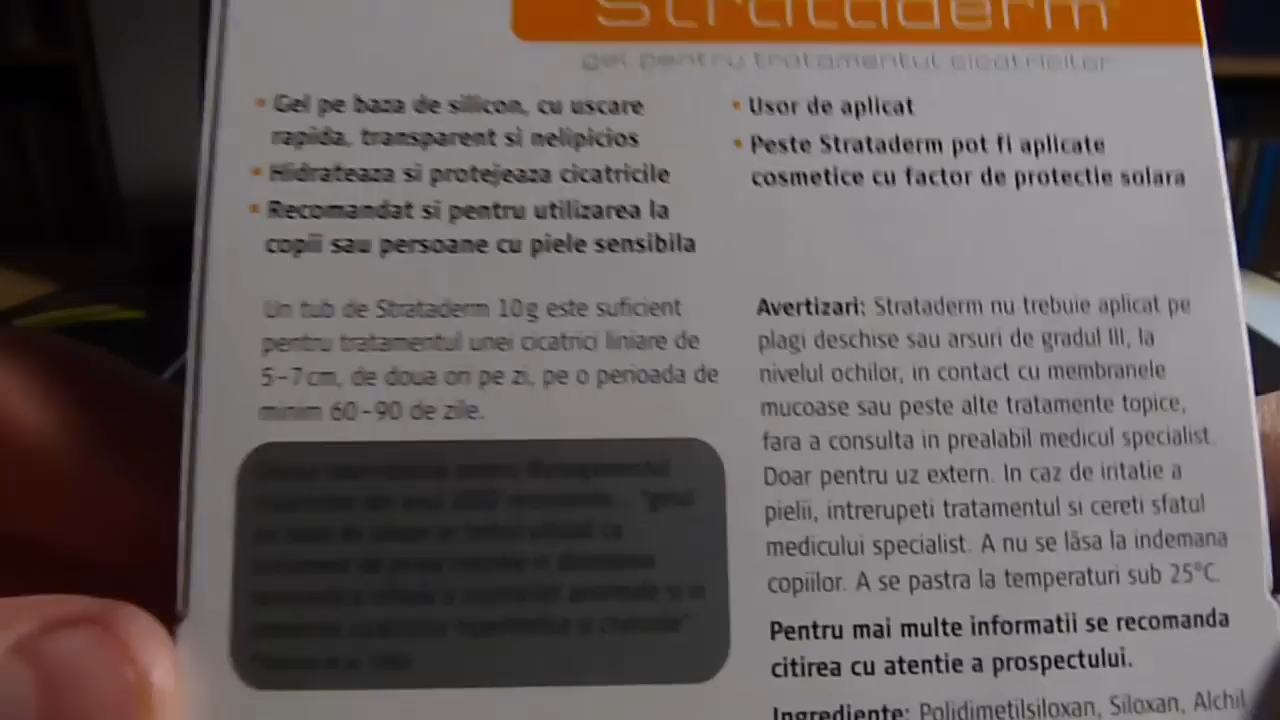 Strataderm
gel pentru tratamentul cicatricilor
• Gel pe baza de silicon, cu uscare
rapida, transparent si nelipicios
• Hidrateaza si protejeaza cicatricile
• Recomandat si pentru utilizarea la
copii sau persoane cu piele sensibila
Un tub de Strataderm 10g este suficient
pentru tratamentul unei cicatrici liniare de
5-7cm, de doua ori pe zi, pe o perioada de
minim 60-90 de zile.
• Usor de aplicat
• Peste Strataderm pot fi aplicate
cosmetice cu factor de protectie solara
Avertizari: Strataderm nu trebuie aplicat pe
plagi deschise sau arsuri de gradul III, la
nivelul ochilor, in contact cu membranele
mucoase sau peste alte tratamente topice,
fara a consulta in prealabil medicul specialist.
Doar pentru uz extern. In caz de iritatie a
pielii, intrerupeti tratamentul si cereti sfatul
medicului specialist. A nu se lăsa la indemana
copiilor. A se pastra la temperaturi sub 25°C.
Pentru mai multe informatii se recomanda
citirea cu atentie a prospectului.
Ingrediente: Polidimetilsiloxan, Siloxan, Alchil